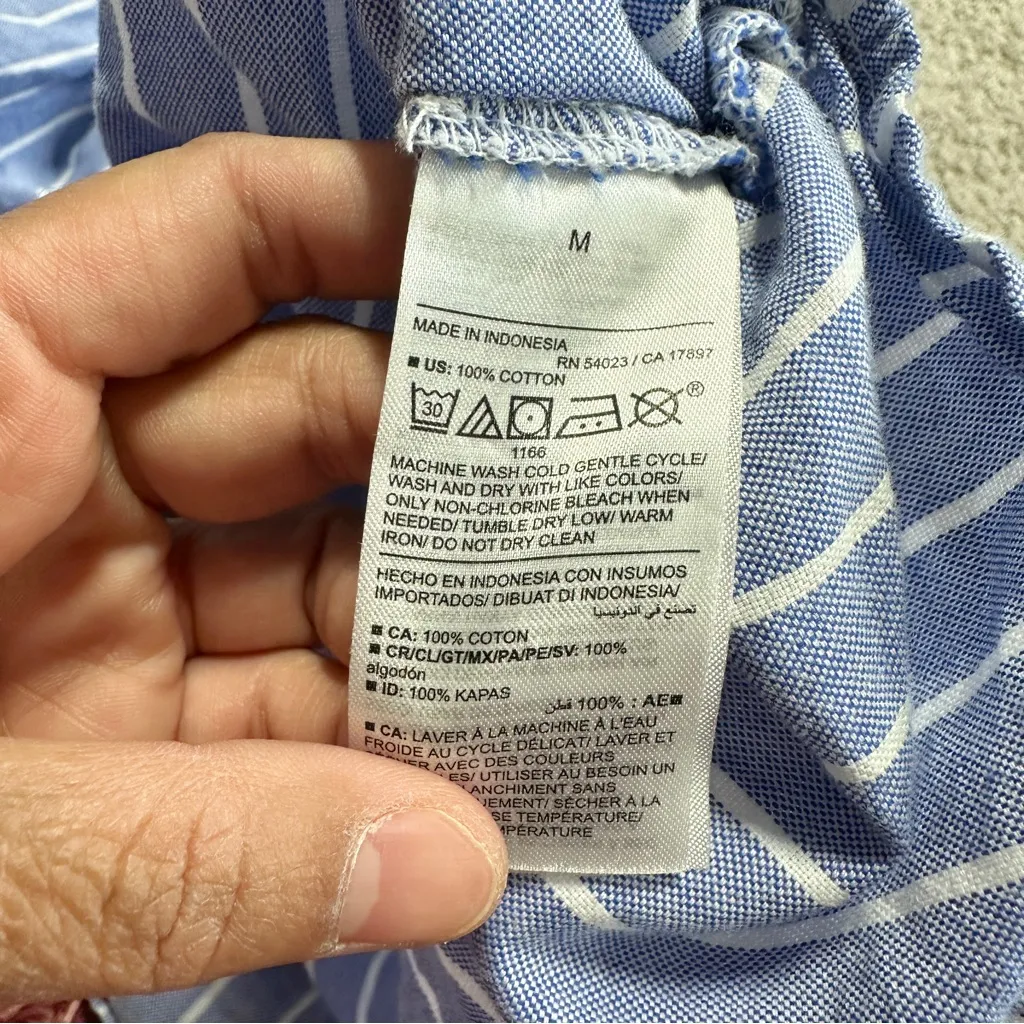 M
MADE IN INDONESIA
RN 54023 / CA 17897
US: 100% COTTON
30
®
1166
MACHINE WASH COLD GENTLE CYCLE/
WASH AND DRY WITH LIKE COLORS/
ONLY NON-CHLORINE BLEACH WHEN
NEEDED/ TUMBLE DRY LOW/ WARM
IRON/ DO NOT DRY CLEAN
HECHO EN INDONESIA CON INSUMOS
IMPORTADOS/ DIBUAT DI INDONESIA/
تصنع في اندونيسيا
CA: 100% COTON
CR/CL/GT/MX/PA/PE/SV: 100%
algodón
ID: 100% KAPAS
AE : 100% قطن
CA: LAVER À LA MACHINE À L'EAU
FROIDE AU CYCLE DÉLICAT/ LAVER ET
AVEC DES COULEURS
UTILISER AU BESOIN UN
SANS
SÉCHER À LA
TEMPÉRATURE/